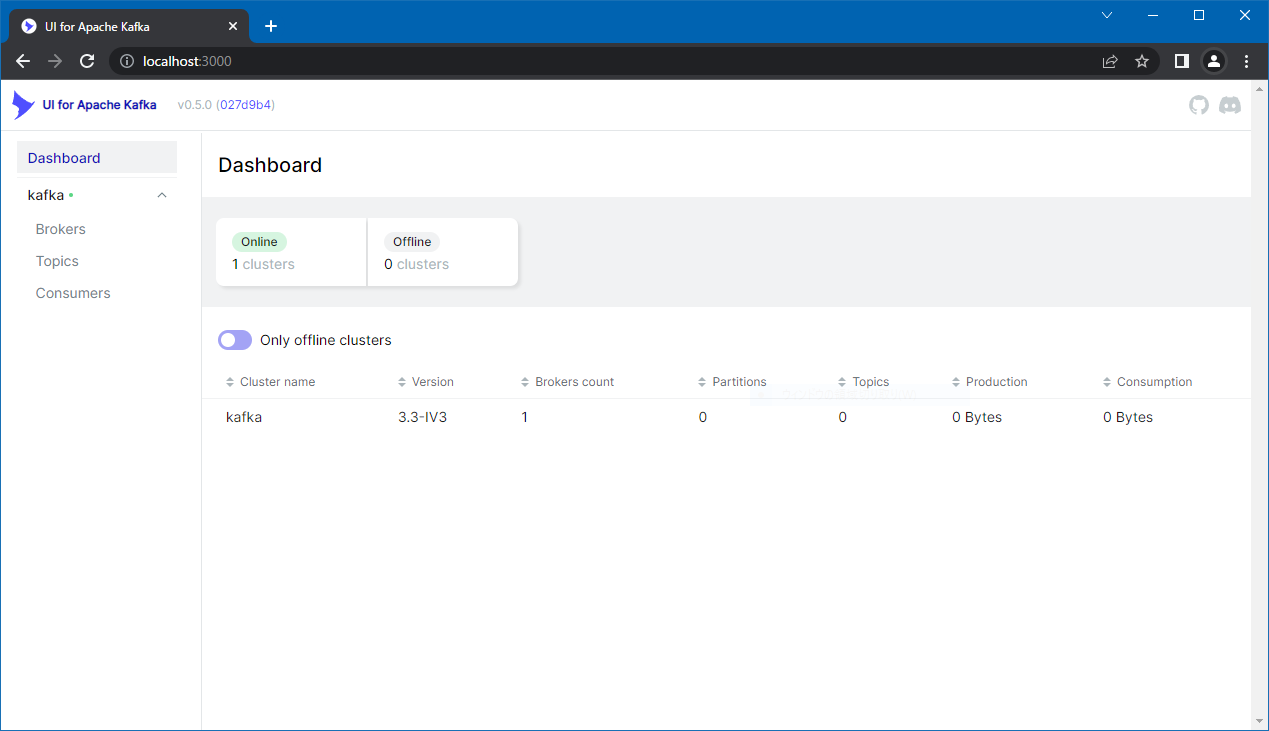 UI for Apache Kafka
localhost:3000
UI for Apache Kafka v0.5.0 (027d9b4)
Dashboard
kafka
Brokers
Topics
Consumers
Dashboard
Online Offline
1 clusters 0 clusters
Only offline clusters
Cluster name Version Brokers count Partitions Topics Production Consumption
kafka 3.3-IV3 1 0 0 0 Bytes 0 Bytes